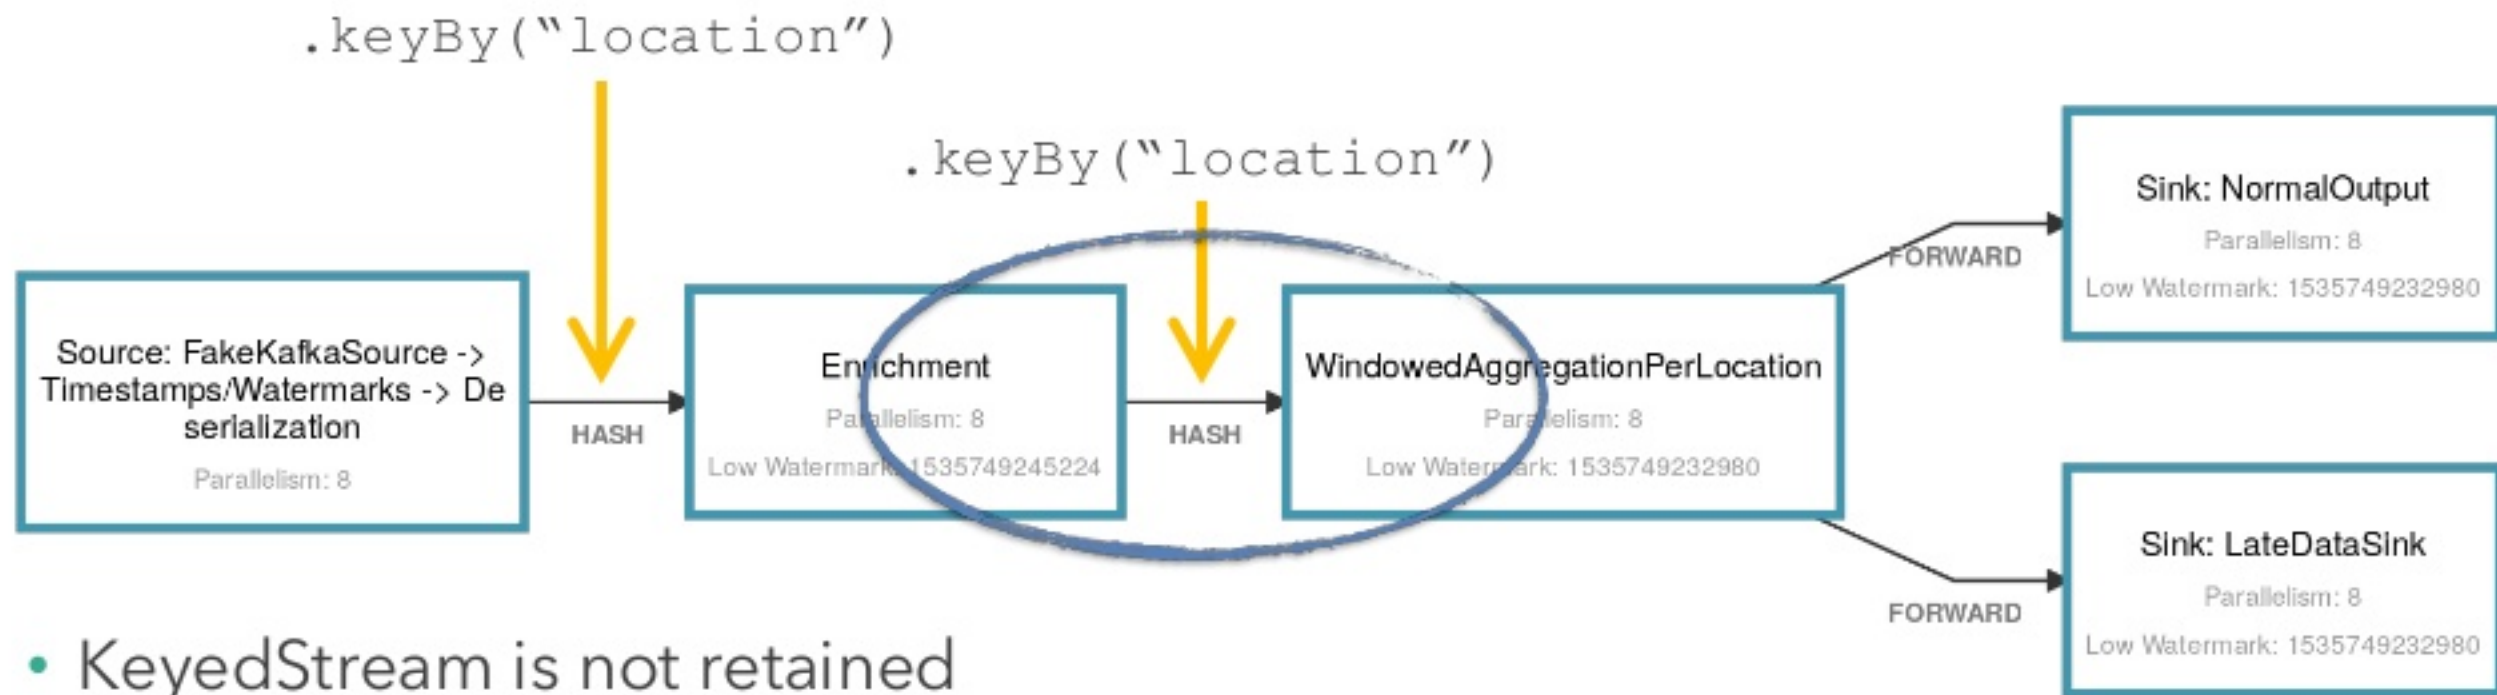 .keyBy(“location”)
.keyBy(“location”)
Source: FakeKafkaSource ->
Timestamps/Watermarks -> De
serialization
Parallelism: 8
HASH
Enrichment
Parallelism: 8
Low Watermark: 1535749245224
HASH
WindowedAggregationPerLocation
Parallelism: 8
Low Watermark: 1535749232980
FORWARD
Sink: NormalOutput
Parallelism: 8
Low Watermark: 1535749232980
FORWARD
Sink: LateDataSink
Parallelism: 8
Low Watermark: 1535749232980
• KeyedStream is not retained